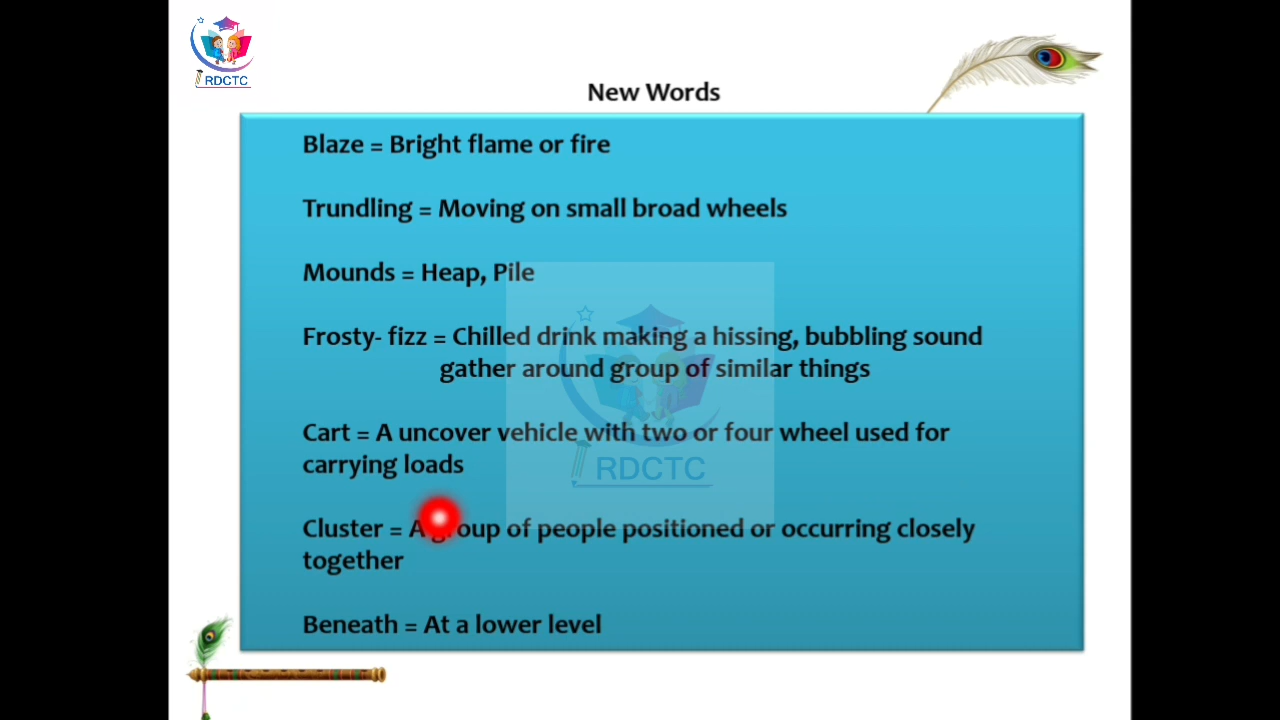 RDCTC
New Words
Blaze = Bright flame or fire
Trundling = Moving on small broad wheels
Mounds = Heap, Pile
Frosty- fizz = Chilled drink making a hissing, bubbling sound
gather around group of similar things
Cart = A uncover vehicle with two or four wheel used for
carrying loads
RDCTC
Cluster = A group of people positioned or occurring closely
together
Beneath = At a lower level